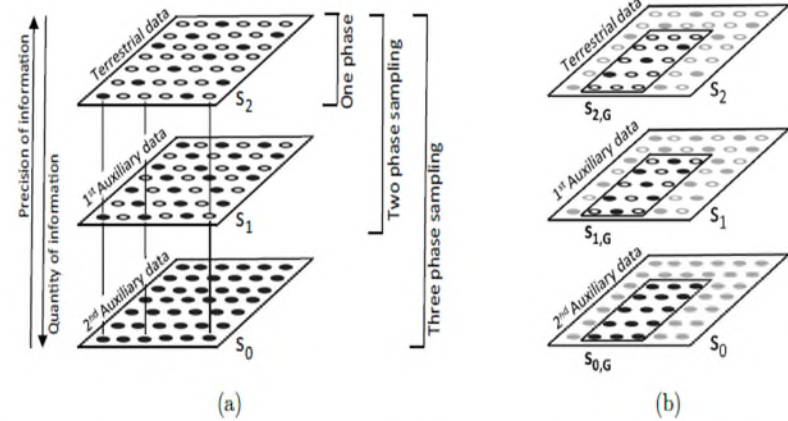 Precision of information
Quantity of information
Terrestrial data
S2
1st Auxiliary data
S1
2nd Auxiliary data
S0
One phase
Two phase sampling
Three phase sampling
(a)
Terrestrial data
S2,G
S2
1st Auxiliary data
S1,G
S1
2nd Auxiliary data
S0,G
S0
(b)